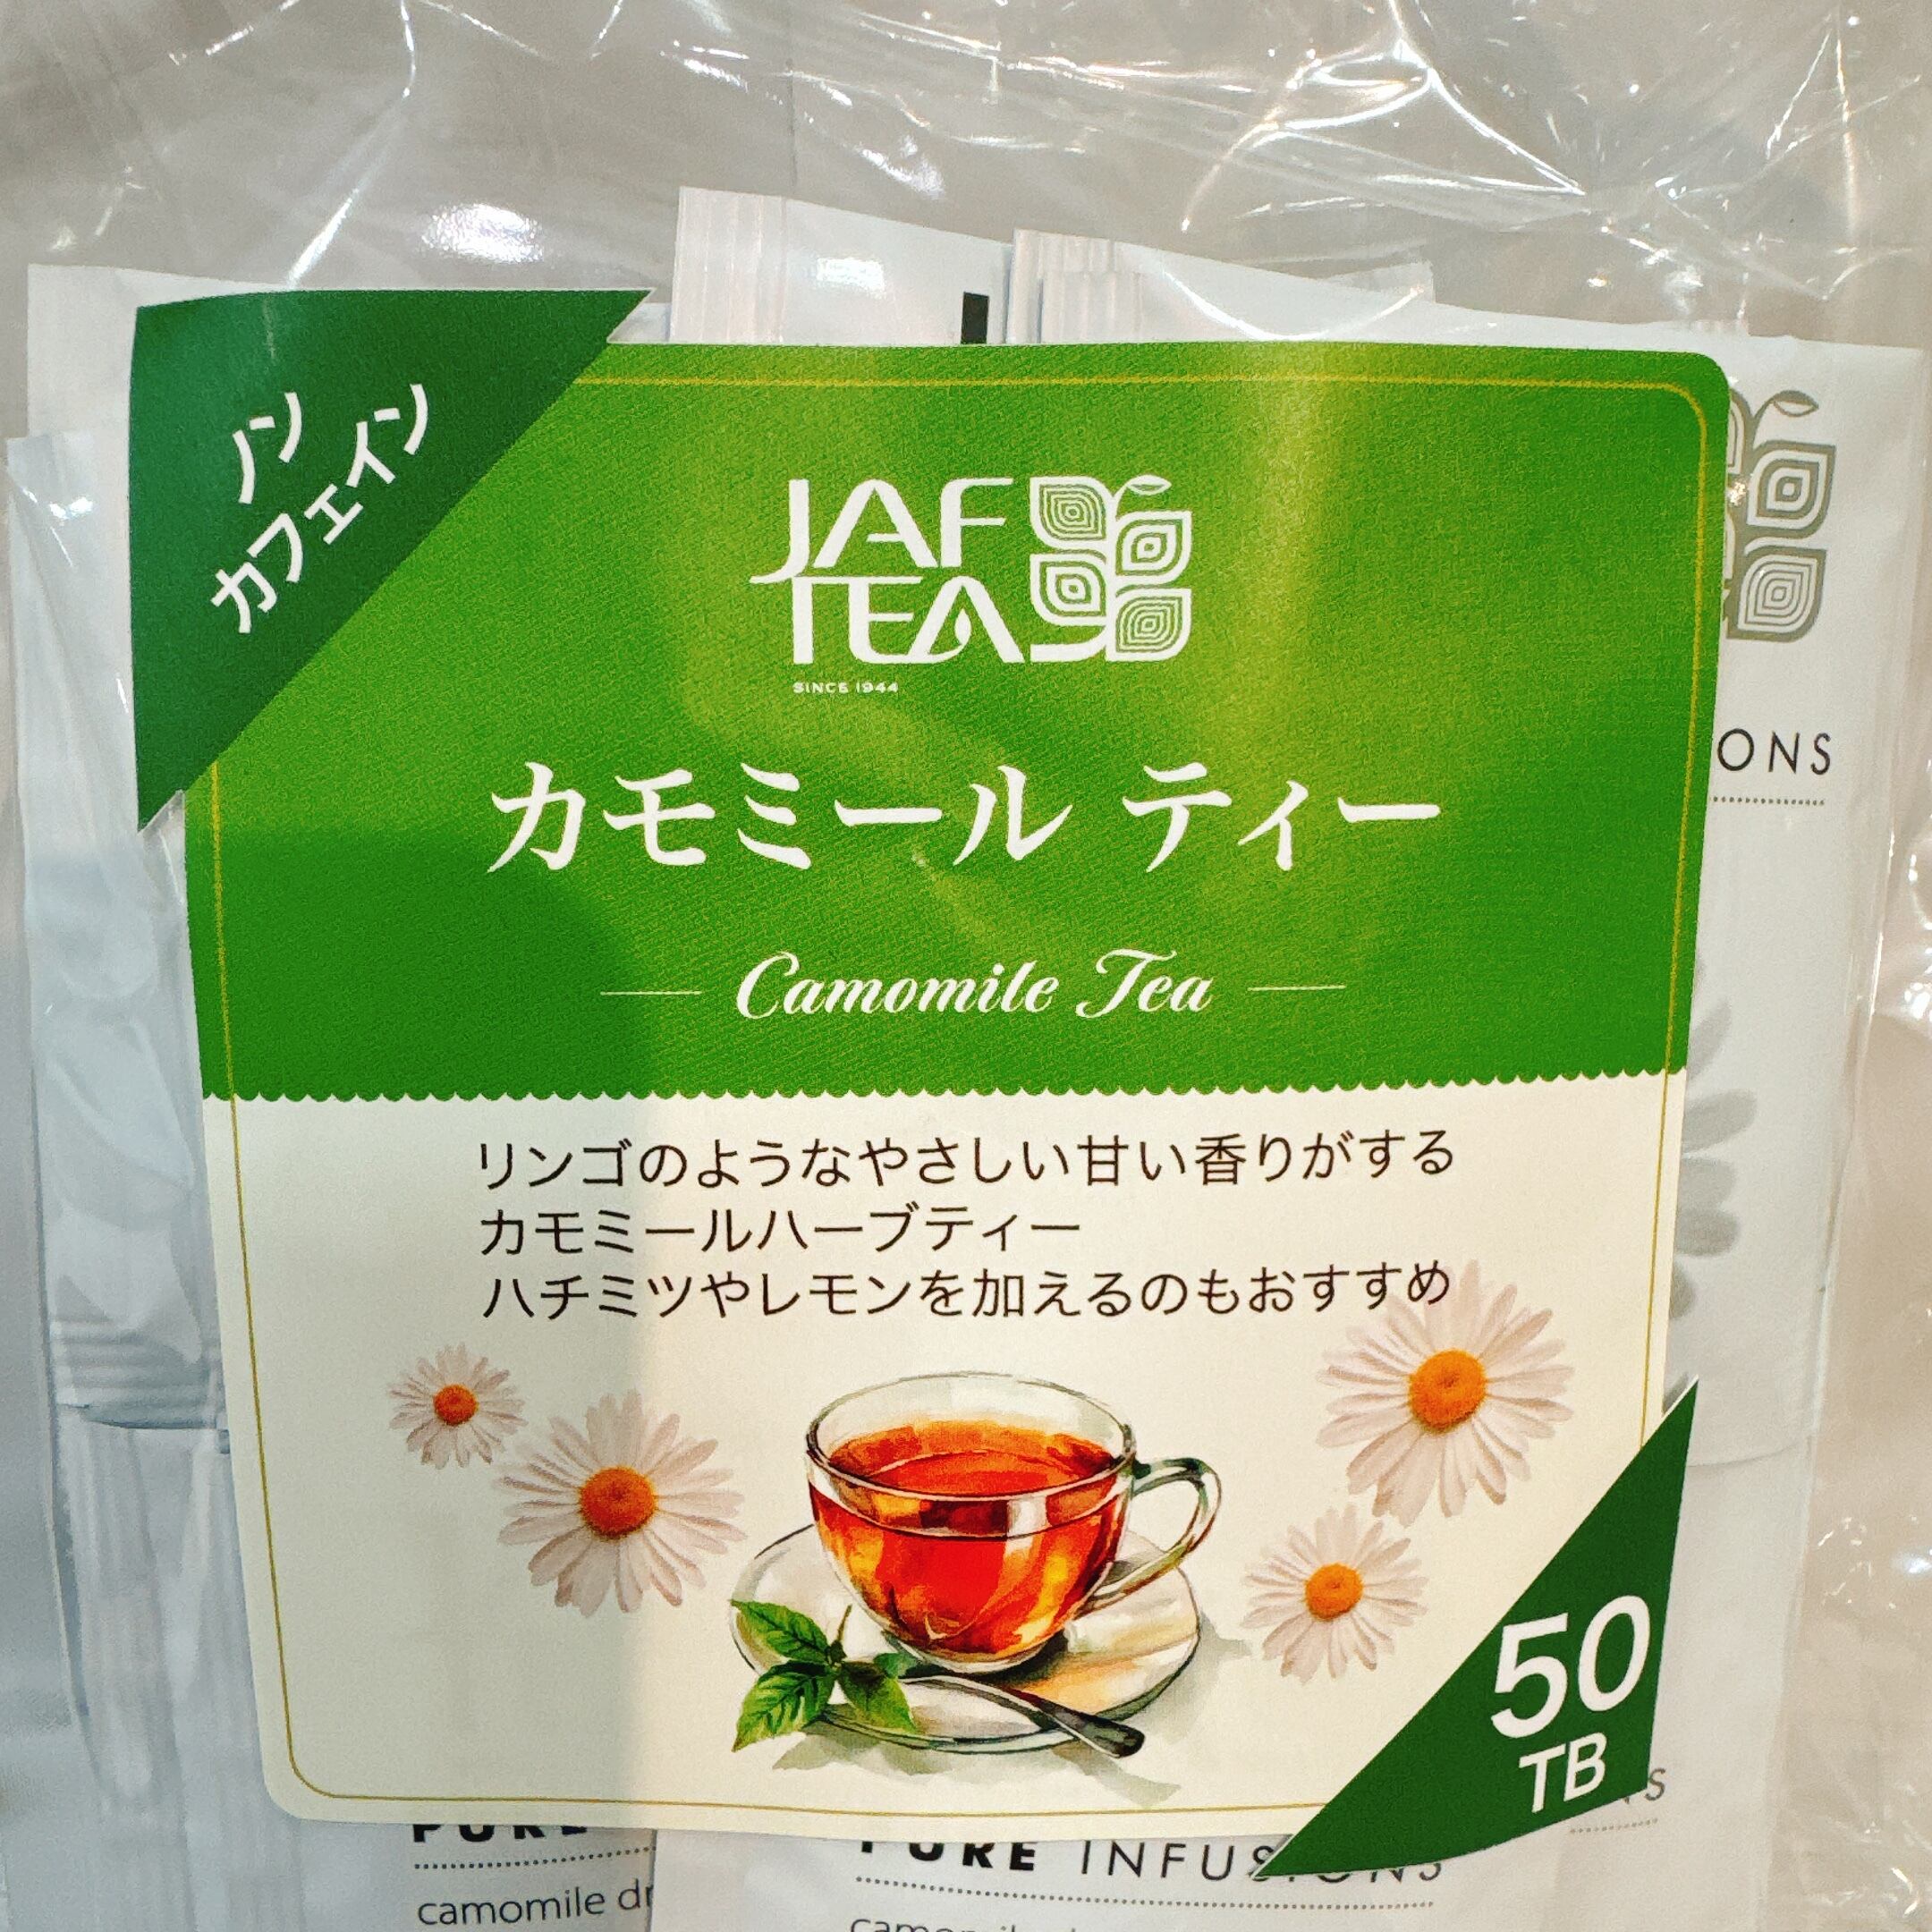 ノン
カフェイン
JAF
TEA
SINCE 1944
カモミール ティー
Camomile Tea
リンゴのようなやさしい甘い香りがする
カモミールハーブティー
ハチミツやレモンを加えるのもおすすめ
50
TB
ONS
PURE
camomile
PURE INFUSIONS